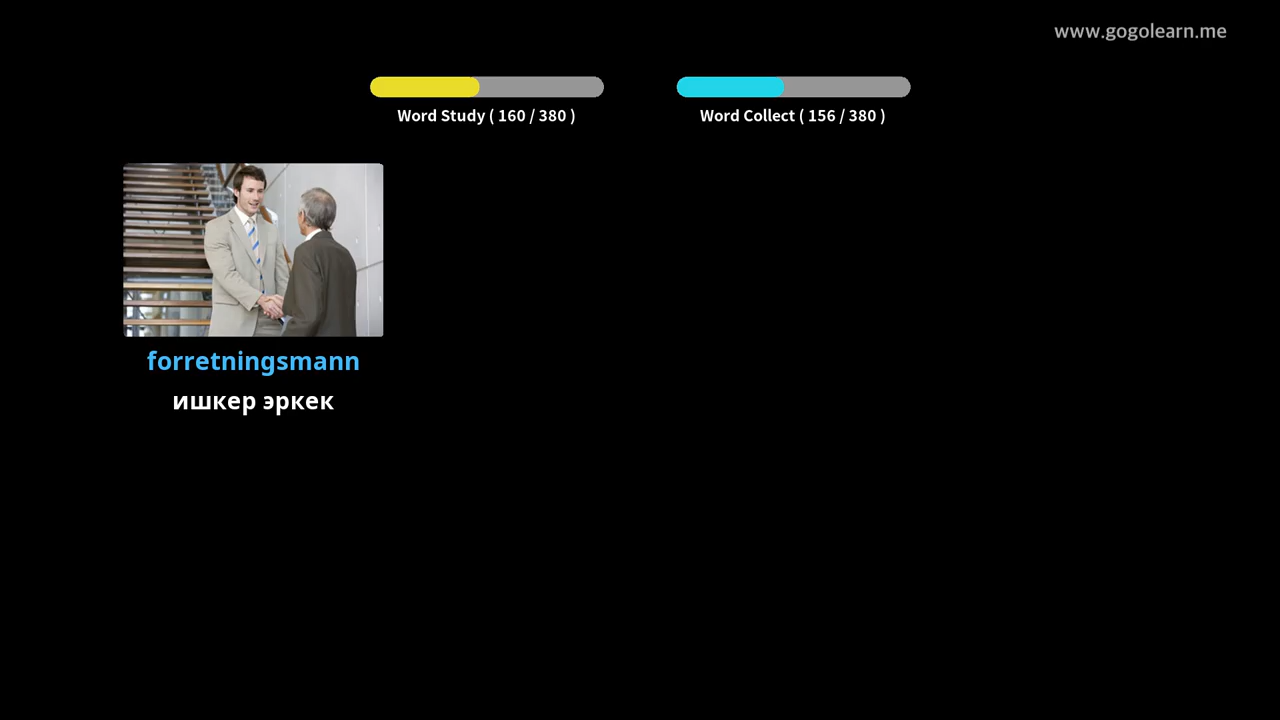 www.gogolearn.me
Word Study ( 160 / 380 )
Word Collect ( 156 / 380 )
forretningsmann
ишкер эркек